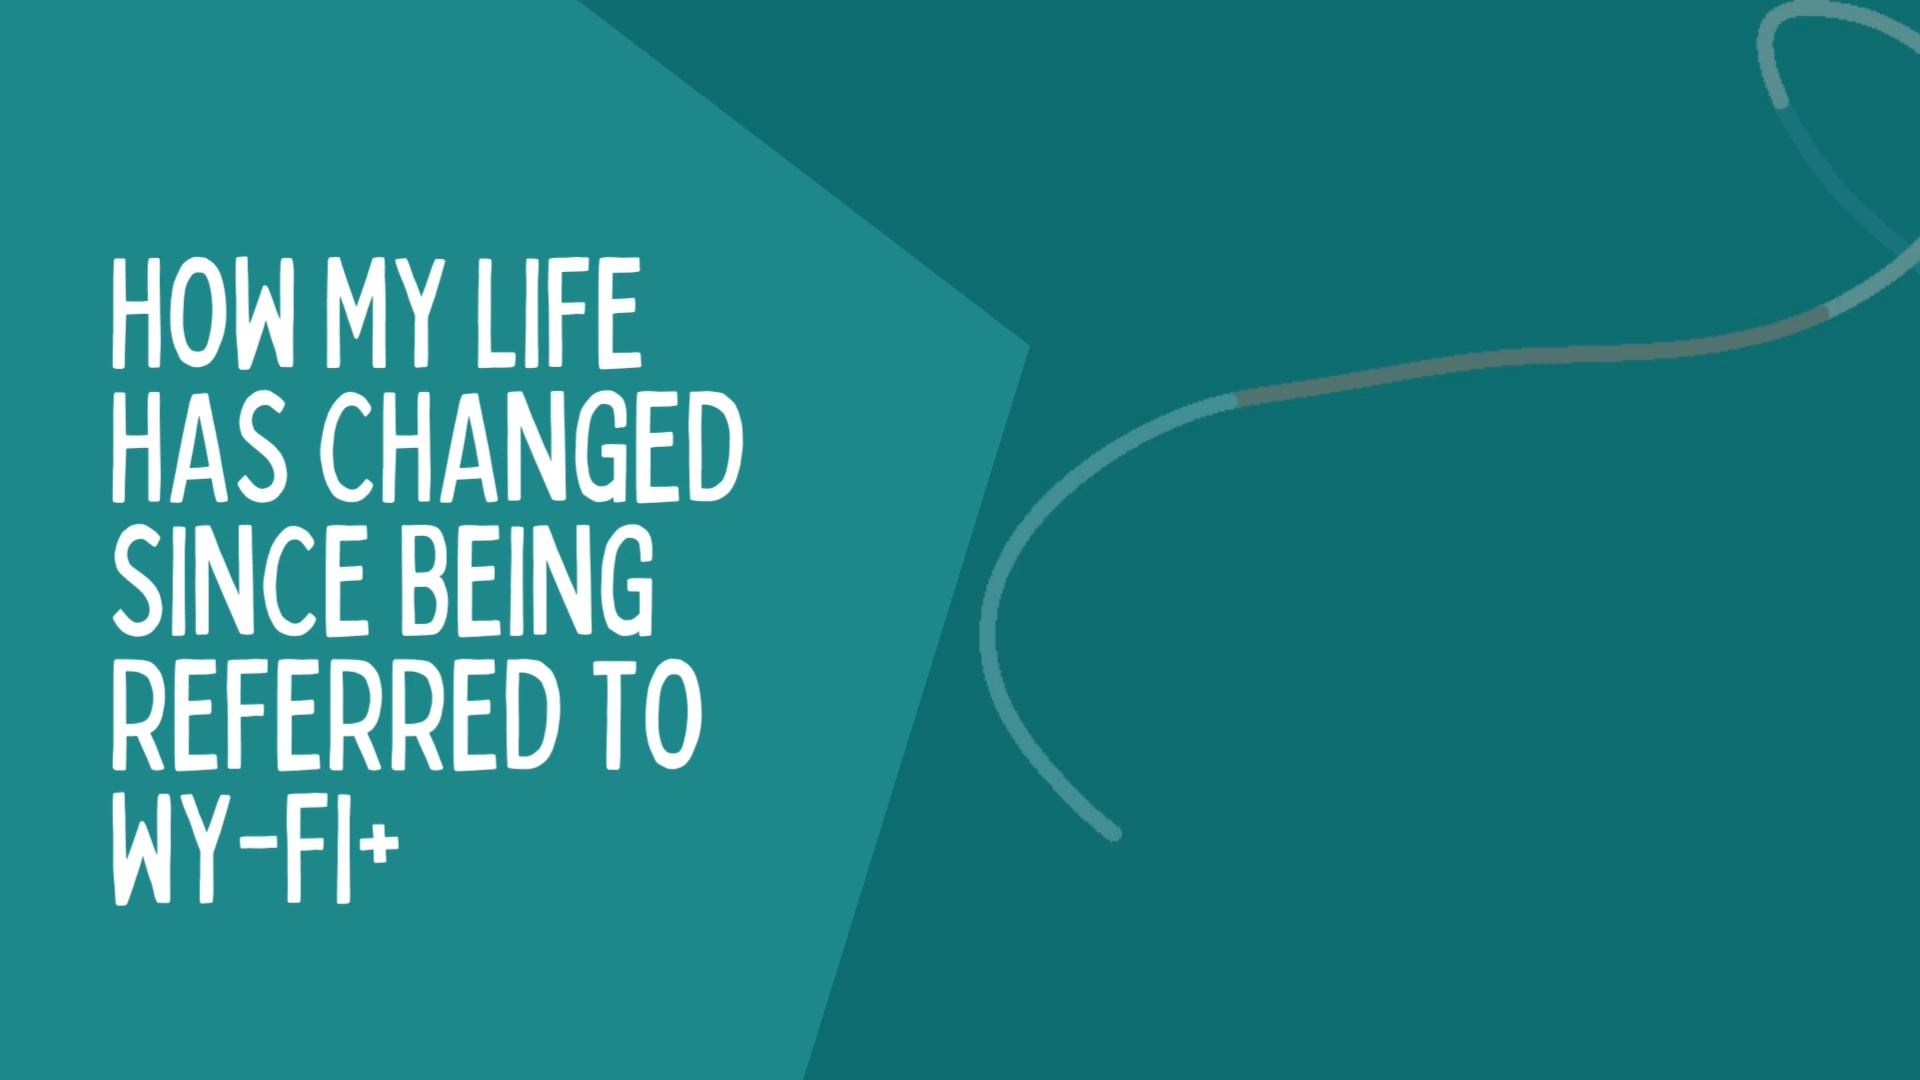 HOW MY LIFE
HAS CHANGED
SINCE BEING
REFERRED TO
WY-FI+